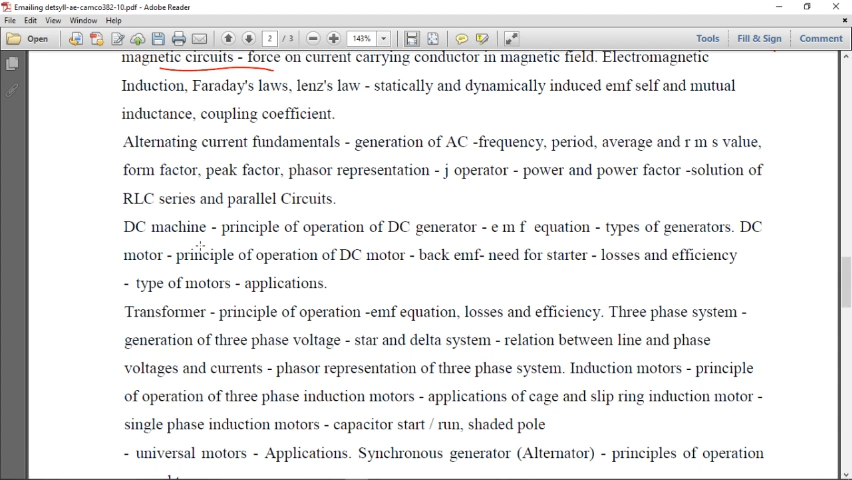 Emailing detsyll-ae-camco382-10.pdf - Adobe Reader
File Edit View Window Help
Open 2 / 3 143% Tools Fill & Sign Comment
magnetic circuits - force on current carrying conductor in magnetic field. Electromagnetic
Induction, Faraday's laws, lenz's law - statically and dynamically induced emf self and mutual
inductance, coupling coefficient.
Alternating current fundamentals - generation of AC -frequency, period, average and r m s value,
form factor, peak factor, phasor representation - j operator - power and power factor -solution of
RLC series and parallel Circuits.
DC machine - principle of operation of DC generator - e m f equation - types of generators. DC
motor - principle of operation of DC motor - back emf- need for starter - losses and efficiency
- type of motors - applications.
Transformer - principle of operation -emf equation, losses and efficiency. Three phase system -
generation of three phase voltage - star and delta system - relation between line and phase
voltages and currents - phasor representation of three phase system. Induction motors - principle
of operation of three phase induction motors - applications of cage and slip ring induction motor -
single phase induction motors - capacitor start / run, shaded pole
- universal motors - Applications. Synchronous generator (Alternator) - principles of operation